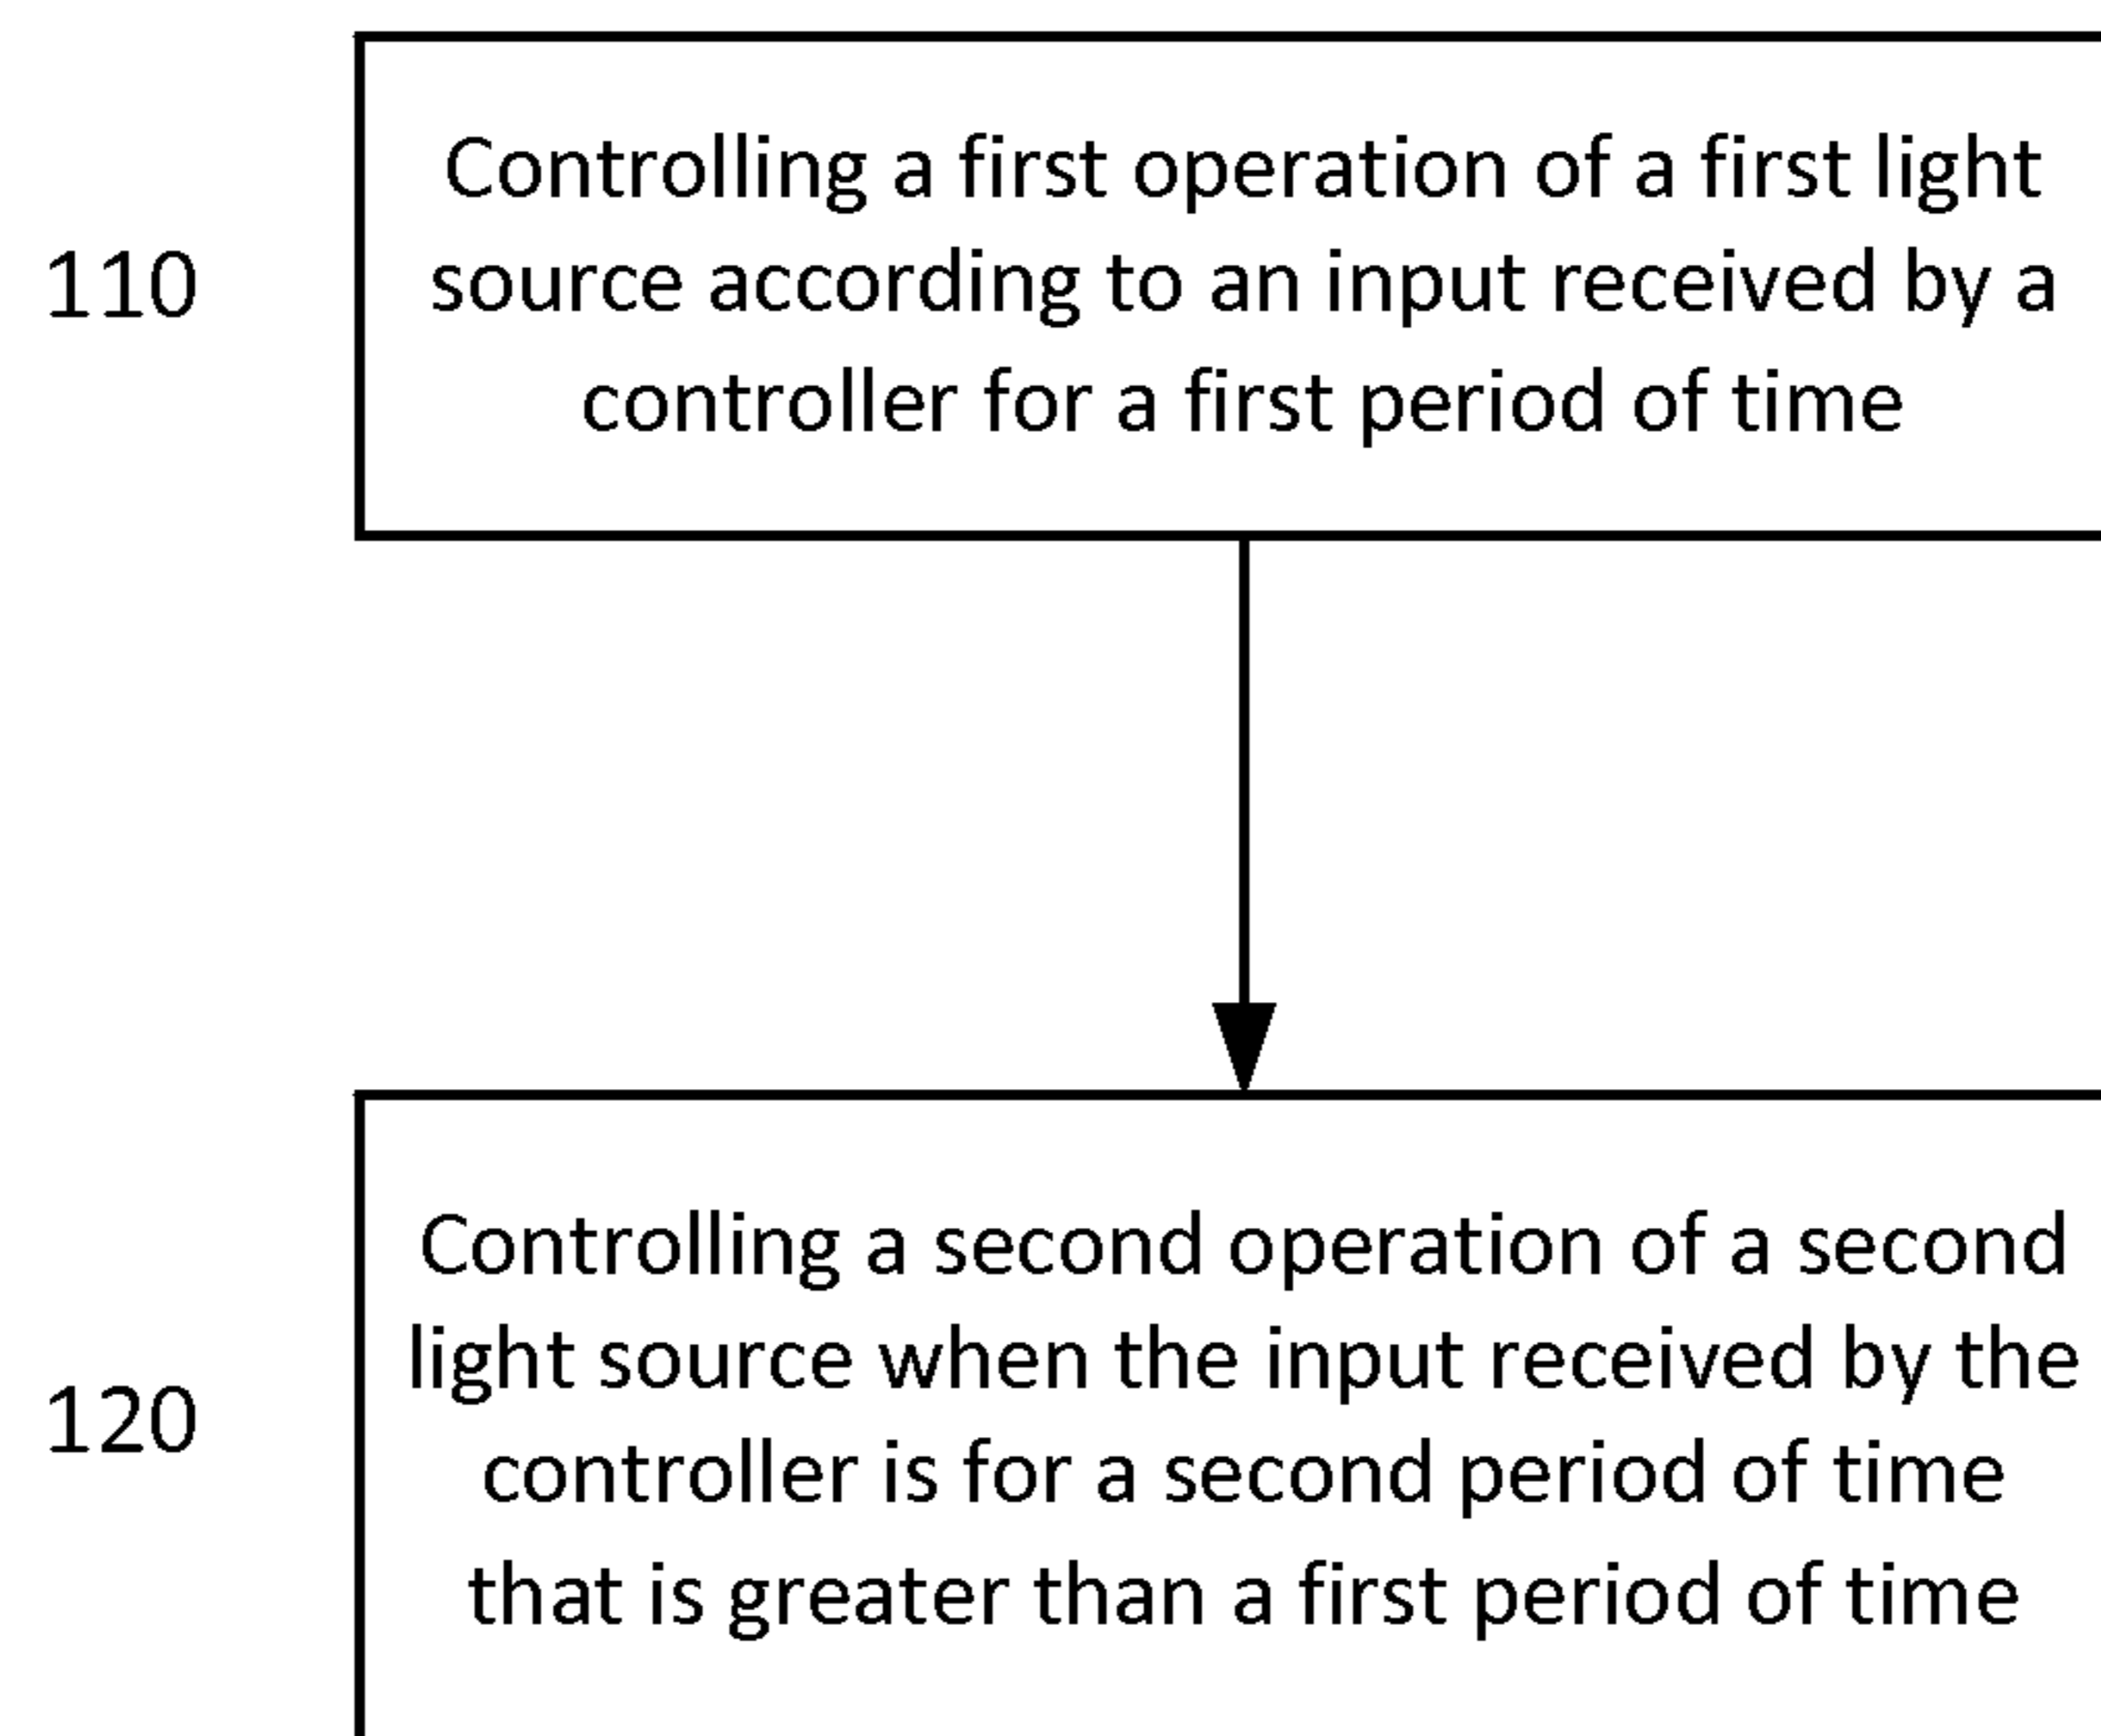 Controlling a first operation of a first light
source according to an input received by a
110
controller for a first period of time
Controlling a second operation of a second
light source when the input received by the
120
controller is for a second period of time
that is greater than a first period of time